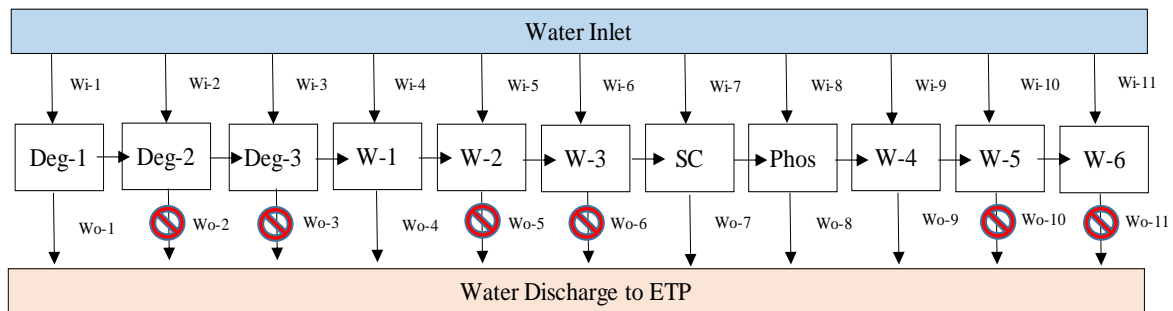 Water Inlet
Wi-1 Wi-2 Wi-3 Wi-4 Wi-5 Wi-6 Wi-7 Wi-8 Wi-9 Wi-10 Wi-11
Deg-1 Deg-2 Deg-3 W-1 W-2 W-3 SC Phos W-4 W-5 W-6
Wo-1 Wo-2 Wo-3 Wo-4 Wo-5 Wo-6 Wo-7 Wo-8 Wo-9 Wo-10 Wo-11
Water Discharge to ETP